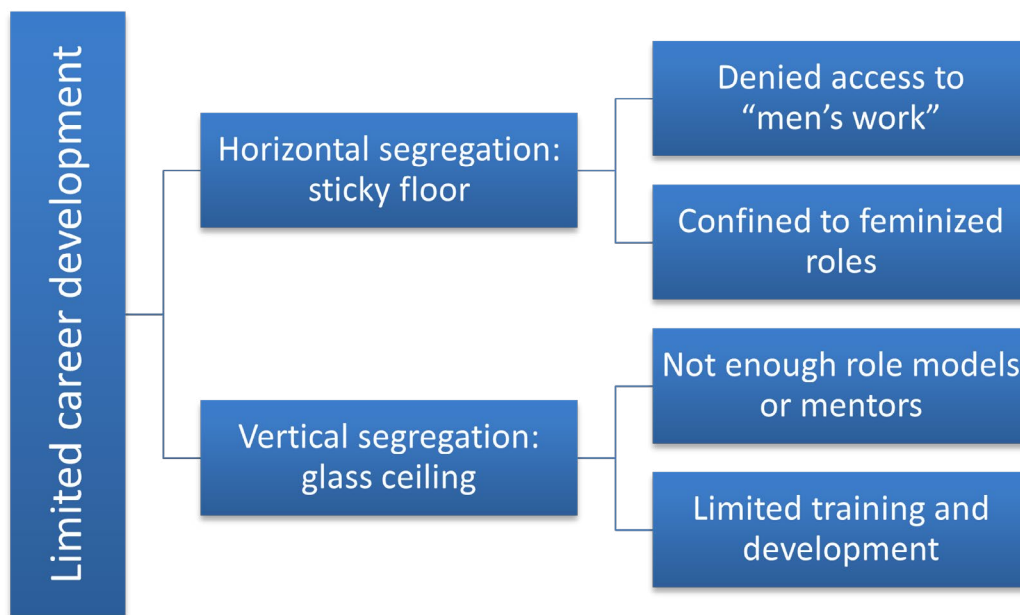 Limited career development
Horizontal segregation:
sticky floor
Denied access to
“men’s work”
Confined to feminized
roles
Vertical segregation:
glass ceiling
Not enough role models
or mentors
Limited training and
development